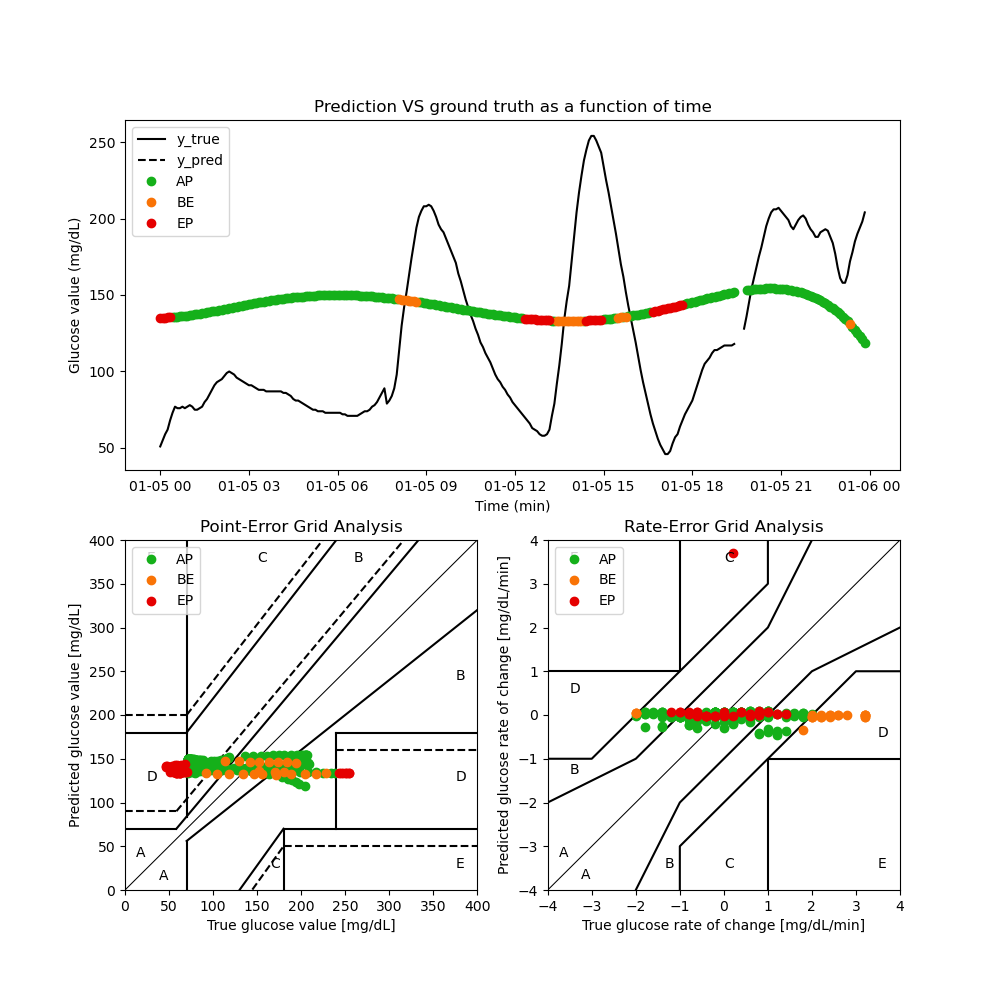 Prediction VS ground truth as a function of time
Glucose value (mg/dL)
250
200
150
100
50
y_true
y_pred
AP
BE
EP
01-05 00 01-05 03 01-05 06 01-05 09 01-05 12 01-05 15 01-05 18 01-05 21 01-06 00
Time (min)
Point-Error Grid Analysis
Predicted glucose value [mg/dL]
400
350
300
250
200
150
100
50
0
AP
BE
EP
C
B
B
D
D
A
A
C
E
0 50 100 150 200 250 300 350 400
True glucose value [mg/dL]
Rate-Error Grid Analysis
Predicted glucose rate of change [mg/dL/min]
4
3
2
1
0
−1
−2
−3
−4
AP
BE
EP
C
D
D
B
A
A
B
C
E
−4 −3 −2 −1 0 1 2 3 4
True glucose rate of change [mg/dL/min]